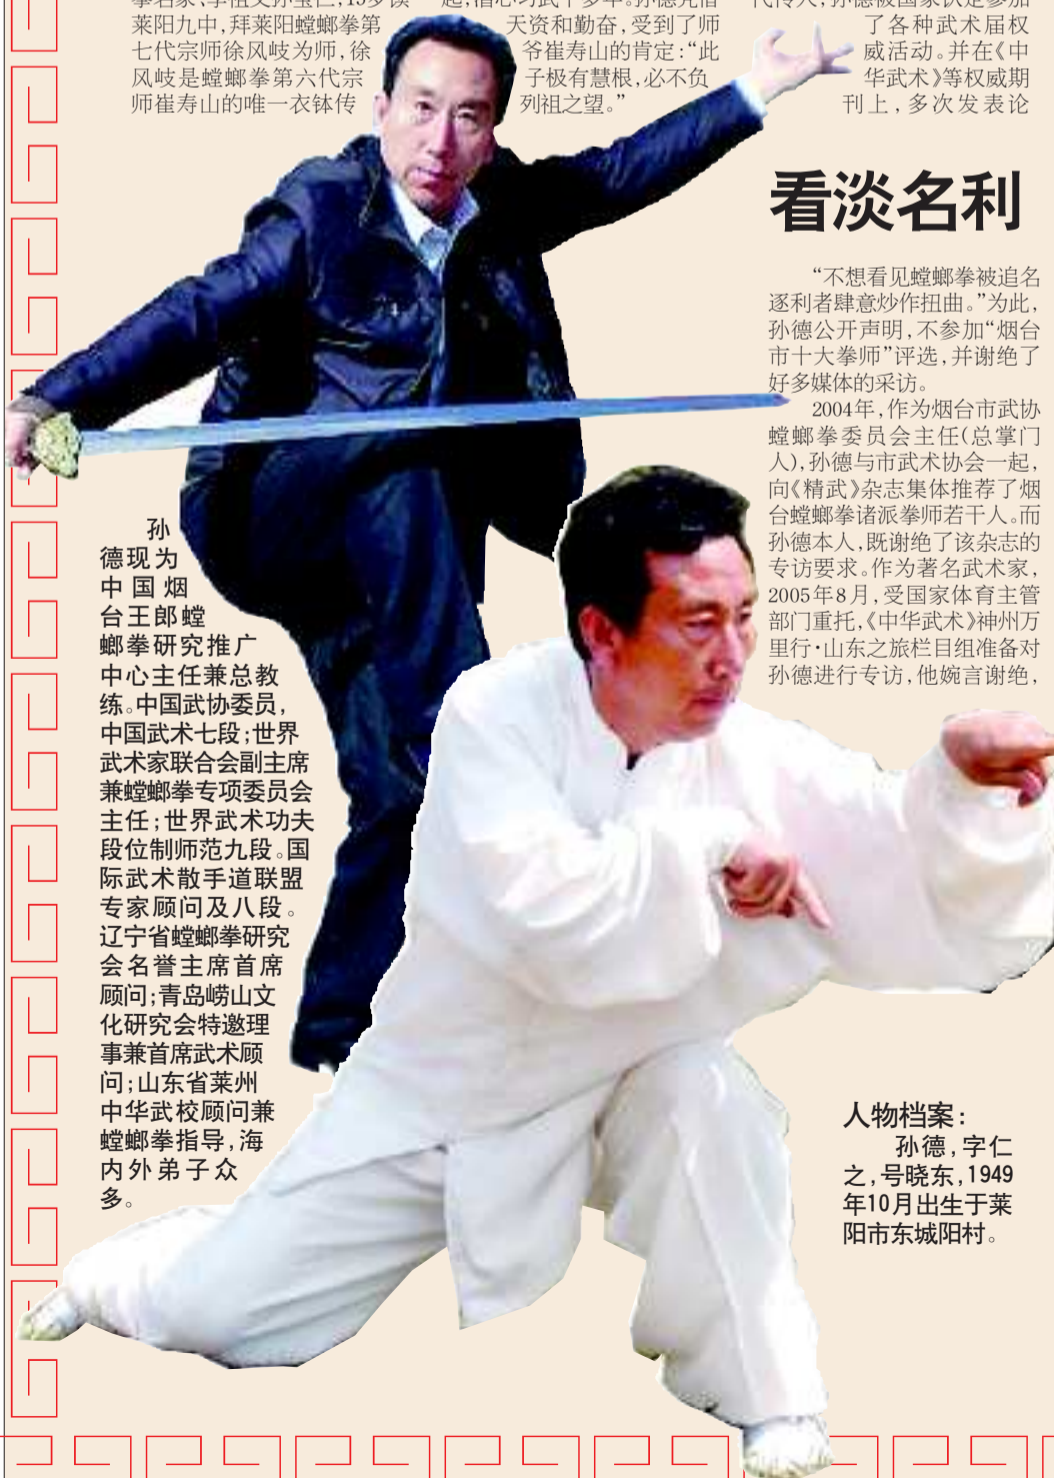 莱阳九中,拜莱阳螳螂拳第
七代宗师徐风岐为师,徐
风岐是螳螂拳第六代宗
师崔寿山的唯一衣钵传
天资和勤奋,受到了师
爷崔寿山的肯定:“此
子极有慧根,必不负
列祖之望。”
了各种武术届权
威活动。并在《中
华武术》等权威期
刊上,多次发表论
看淡名利
“不想看见螳螂拳被追名
逐利者肆意炒作扭曲。”为此,
孙德公开声明,不参加“烟台
市十大拳师”评选,并谢绝了
好多媒体的采访。
2004年,作为烟台市武协
螳螂拳委员会主任(总掌门
人),孙德与市武术协会一起,
向《精武》杂志集体推荐了烟
台螳螂拳诸派拳师若干人。而
孙德本人,既谢绝了该杂志的
专访要求。作为著名武术家,
2005年8月,受国家体育主管
部门重托,《中华武术》神州万
里行·山东之旅栏目组准备对
孙德进行专访,他婉言谢绝,
孙
德现为
中国烟
台王郎螳
螂拳研究推广
中心主任兼总教
练。中国武协委员,
中国武术七段;世界
武术家联合会副主席
兼螳螂拳专项委员会
主任;世界武术功夫
段位制师范九段。国
际武术散手道联盟
专家顾问及八段。
辽宁省螳螂拳研究
会名誉主席首席
顾问;青岛崂山文
化研究会特邀理
事兼首席武术顾
问;山东省莱州
中华武校顾问兼
螳螂拳指导,海
内外弟子众
多。
人物档案:
孙德,字仁
之,号晓东,1949
年10月出生于莱
阳市东城阳村。